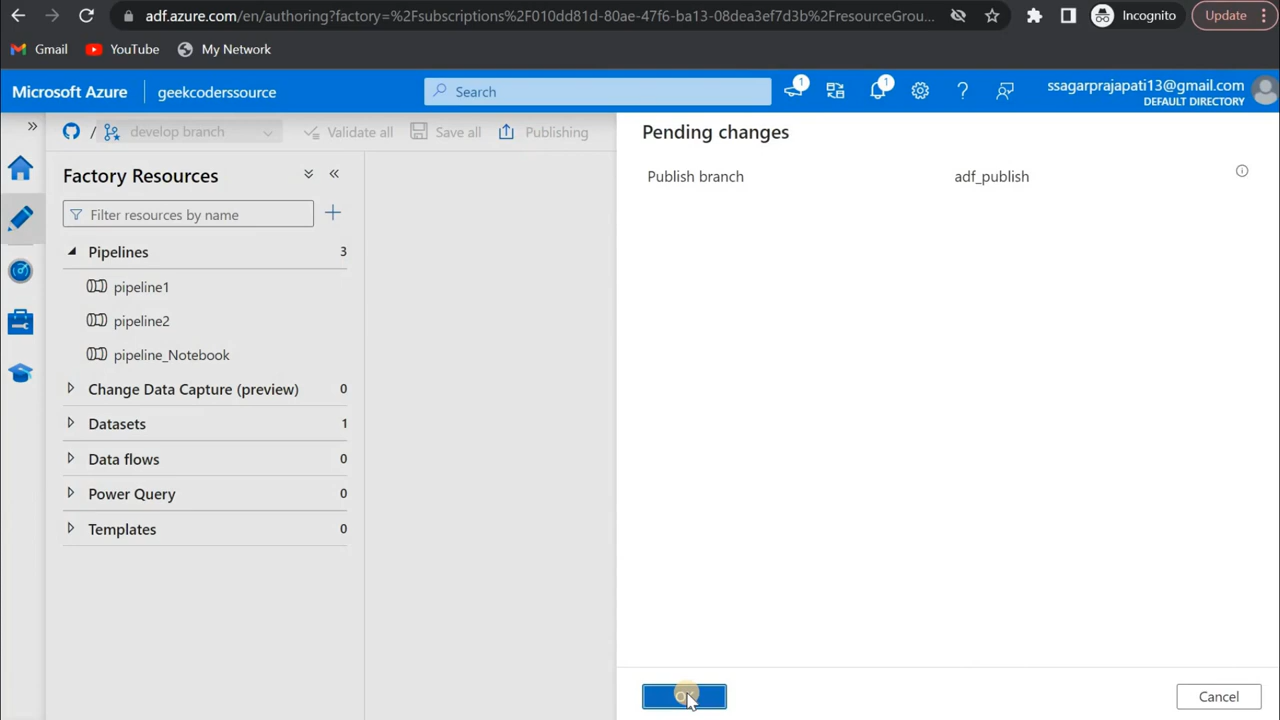 adf.azure.com/en/authoring?factory=%2Fsubscriptions%2F010dd81d-80ae-47f6-ba13-08dea3ef7d3b%2FresourceGrou...
Incognito
Update
Gmail
YouTube
My Network
Microsoft Azure
geekcoderssource
Search
1
1
ssagarprajapati13@gmail.com
DEFAULT DIRECTORY
/
develop branch
Validate all
Save all
Publishing
Pending changes
Factory Resources
Publish branch
adf_publish
Filter resources by name
Pipelines
3
pipeline1
pipeline2
pipeline_Notebook
Change Data Capture (preview)
0
Datasets
1
Data flows
0
Power Query
0
Templates
0
Cancel